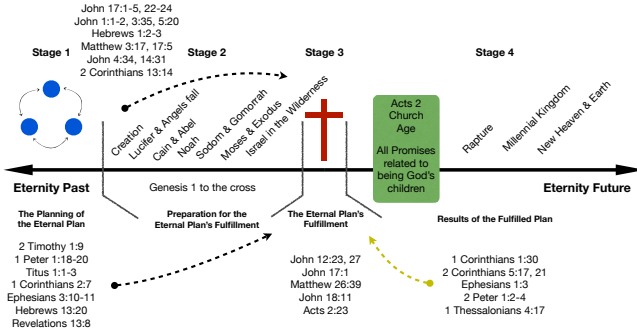 John 17:1-5, 22-24
John 1:1-2, 3:35, 5:20
Hebrews 1:2-3
Matthew 3:17, 17:5
John 4:34, 14:31
2 Corinthians 13:14
Stage 1
Stage 2
Stage 3
Stage 4
Creation
Lucifer & Angels fall
Cain & Abel
Noah
Sodom & Gomorrah
Moses & Exodus
Israel in the Wilderness
Acts 2
Church
Age
All Promises
related to
being God's
children
Rapture
Millennial Kingdom
New Heaven & Earth
Eternity Past
Genesis 1 to the cross
Eternity Future
The Planning of
the Eternal Plan
Preparation for the
Eternal Plan's Fulfillment
The Eternal Plan's
Fulfillment
Results of the Fulfilled Plan
2 Timothy 1:9
1 Peter 1:18-20
Titus 1:1-3
1 Corinthians 2:7
Ephesians 3:10-11
Hebrews 13:20
Revelations 13:8
John 12:23, 27
John 17:1
Matthew 26:39
John 18:11
Acts 2:23
1 Corinthians 1:30
2 Corinthians 5:17, 21
Ephesians 1:3
2 Peter 1:2-4
1 Thessalonians 4:17